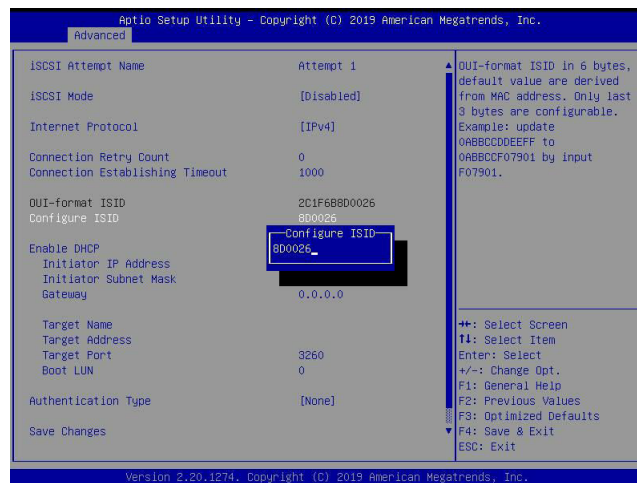 Aptio Setup Utility - Copyright (C) 2019 American Megatrends, Inc.
Advanced
iSCSI Attempt Name Attempt 1
iSCSI Mode [Disabled]
Internet Protocol [IPv4]
Connection Retry Count 0
Connection Establishing Timeout 1000
OUI-format ISID 2C1F6B8D0026
Configure ISID 8D0026
Configure ISID
8D0026_
Enable DHCP
Initiator IP Address
Initiator Subnet Mask
Gateway 0.0.0.0
Target Name
Target Address
Target Port 3260
Boot LUN 0
Authentication Type [None]
Save Changes
OUI-format ISID in 6 bytes,
default value are derived
from MAC address. Only last
3 bytes are configurable.
Example: update
0ABBCCDDEEFF to
0ABBCCF07901 by input
F07901.
→←: Select Screen
↑↓: Select Item
Enter: Select
+/-: Change Opt.
F1: General Help
F2: Previous Values
F3: Optimized Defaults
F4: Save & Exit
ESC: Exit
Version 2.20.1274. Copyright (C) 2019 American Megatrends, Inc.